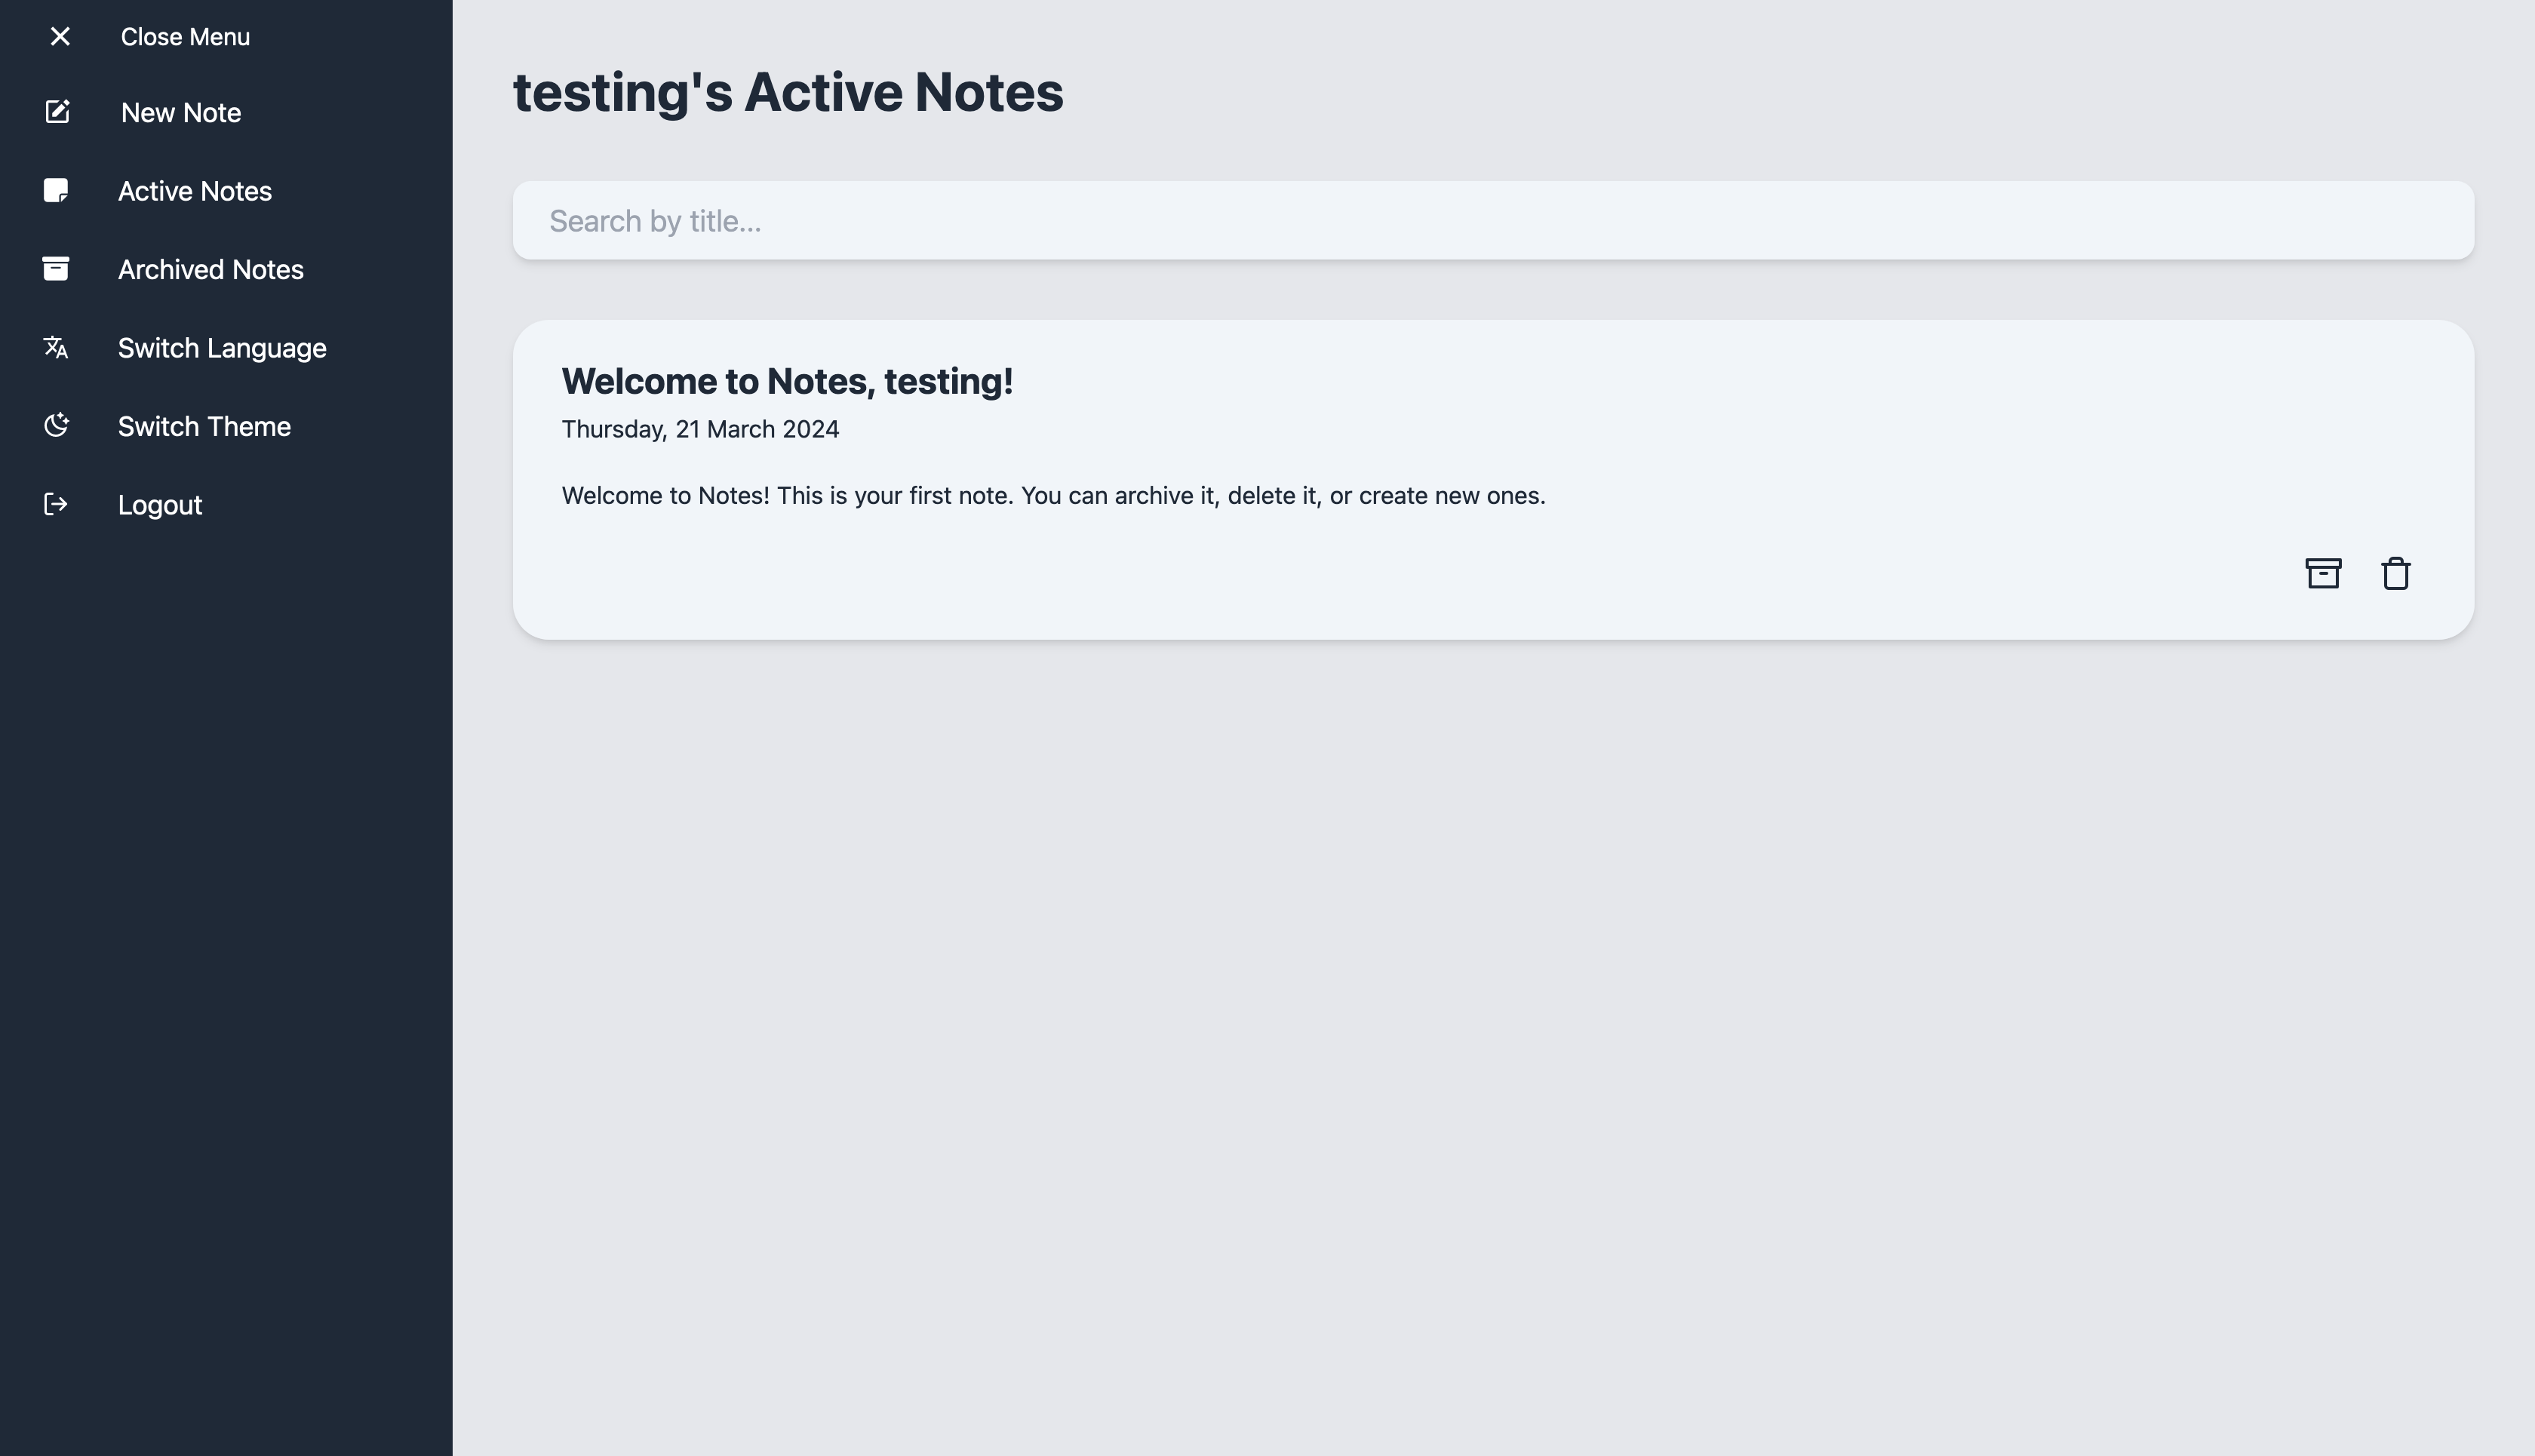 Close Menu
New Note
Active Notes
Archived Notes
Switch Language
Switch Theme
Logout
testing's Active Notes
Search by title...
Welcome to Notes, testing!
Thursday, 21 March 2024
Welcome to Notes! This is your first note. You can archive it, delete it, or create new ones.